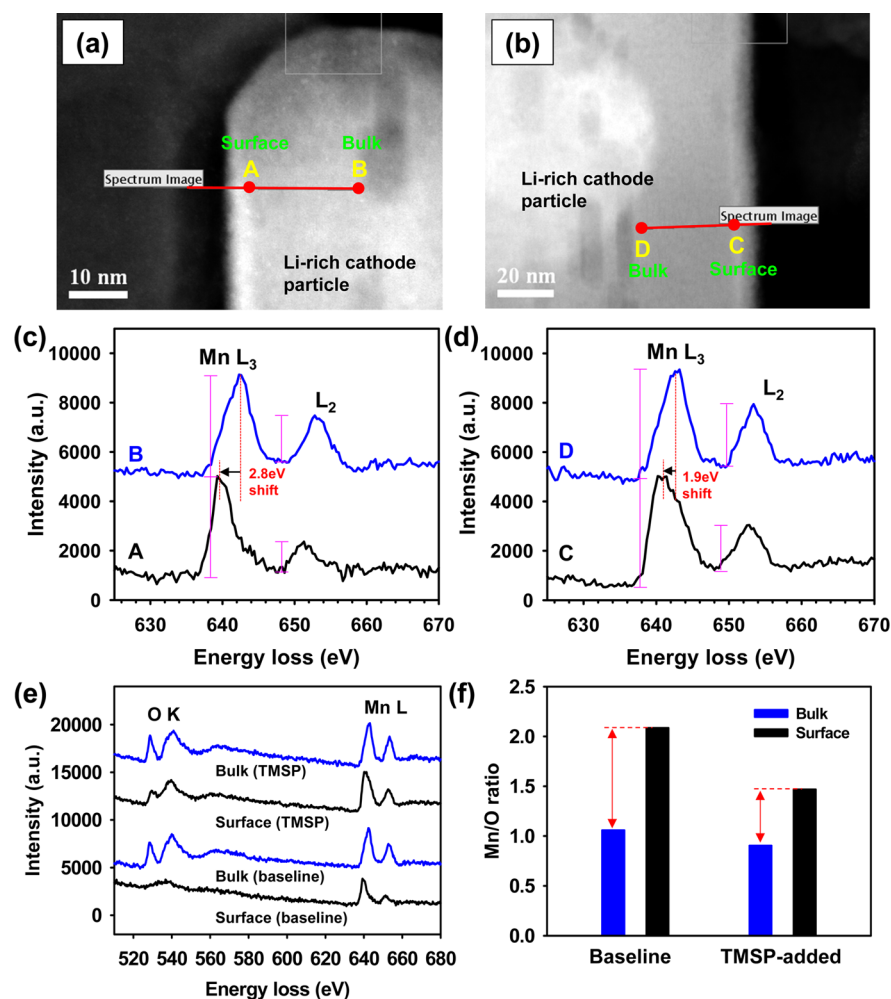 (a)
Surface
Bulk
A
B
Spectrum Image
Li-rich cathode
particle
10 nm
(b)
Li-rich cathode
particle
Spectrum Image
D
C
Bulk
Surface
20 nm
(c)
10000
8000
6000
4000
2000
0
Intensity (a.u.)
Mn L3
L2
B
2.8eV
shift
A
630
640
650
660
670
Energy loss (eV)
(d)
10000
8000
6000
4000
2000
0
Intensity (a.u.)
Mn L3
L2
D
1.9eV
shift
C
630
640
650
660
670
Energy loss (eV)
(e)
20000
15000
10000
5000
0
Intensity (a.u.)
O K
Mn L
Bulk (TMSP)
Surface (TMSP)
Bulk (baseline)
Surface (baseline)
520 540 560 580 600 620 640 660 680
Energy loss (eV)
(f)
2.5
2.0
1.5
1.0
0.5
0.0
Mn/O ratio
Bulk
Surface
Baseline
TMSP-added